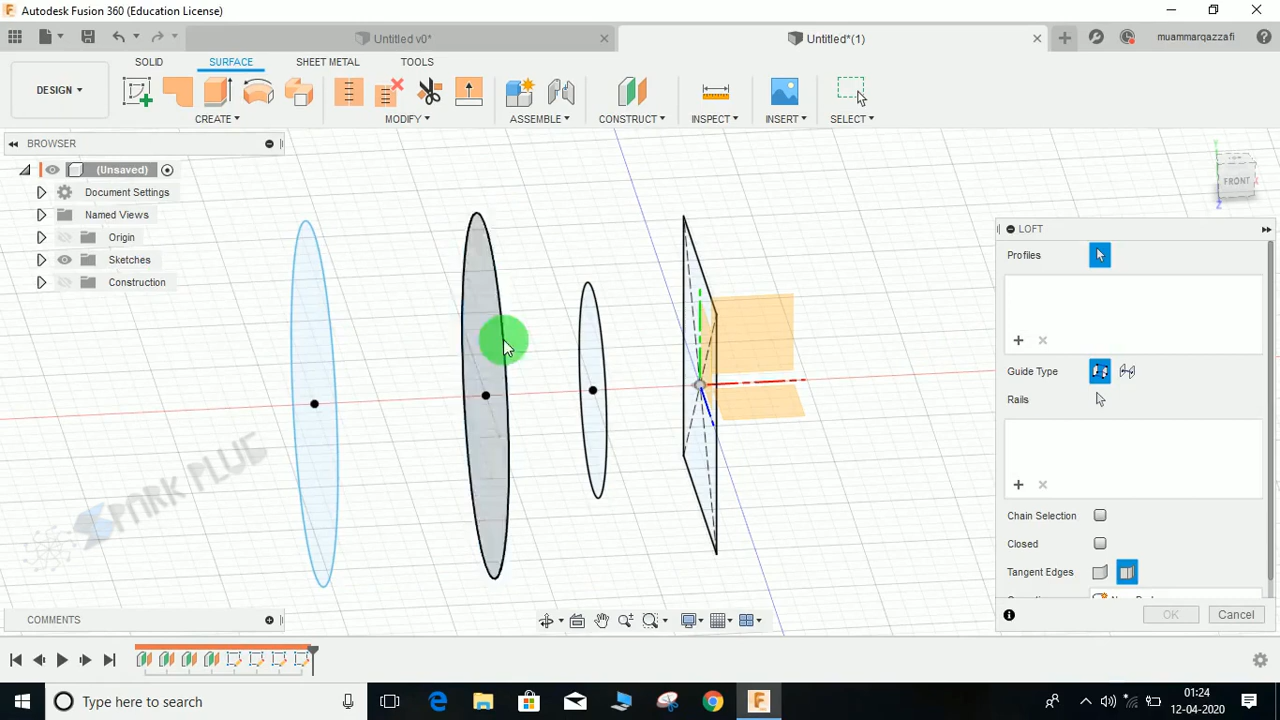 Autodesk Fusion 360 (Education License)
Untitled v0*
Untitled*(1)
muammarqazzafi
SOLID
SURFACE
SHEET METAL
TOOLS
DESIGN
CREATE
MODIFY
ASSEMBLE
CONSTRUCT
INSPECT
INSERT
SELECT
BROWSER
(Unsaved)
Document Settings
Named Views
Origin
Sketches
Construction
FRONT
LOFT
Profiles
Guide Type
Rails
Chain Selection
Closed
Tangent Edges
OK
Cancel
SPARK PLUE
COMMENTS
Type here to search
01:24
12-04-2020